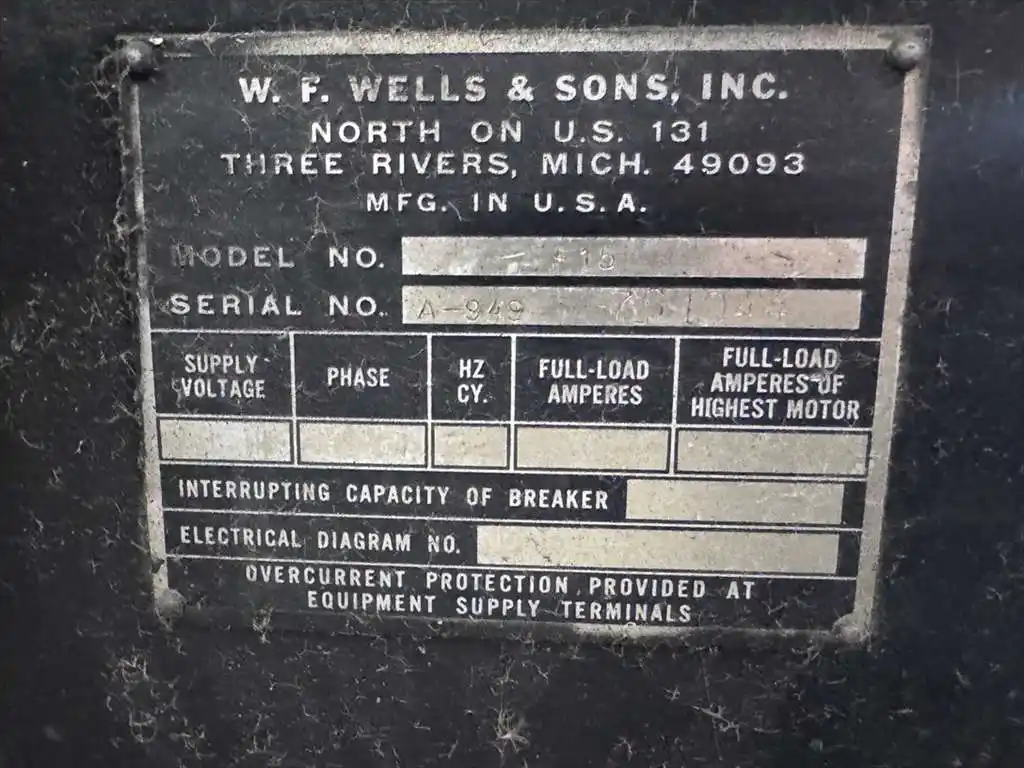 W. F. WELLS & SONS, INC.
NORTH ON U.S. 131
THREE RIVERS, MICH. 49093
MFG. IN U.S.A.
MODEL NO.
SERIAL NO. A-949
SUPPLY VOLTAGE
PHASE
HZ CY.
FULL-LOAD AMPERES
FULL-LOAD AMPERES OF HIGHEST MOTOR
INTERRUPTING CAPACITY OF BREAKER
ELECTRICAL DIAGRAM NO.
OVERCURRENT PROTECTION PROVIDED AT
EQUIPMENT SUPPLY TERMINALS